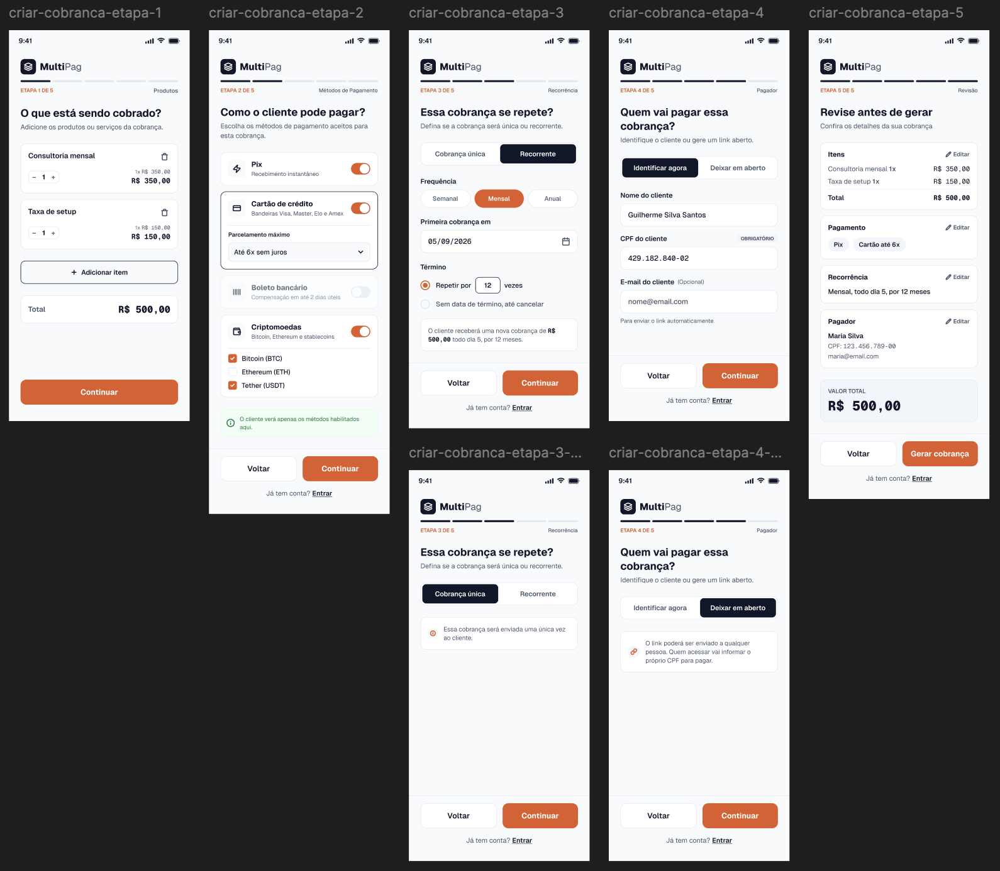 criar-cobranca-etapa-1
9:41
MultiPag
ETAPA 1 DE 5
Produtos
O que está sendo cobrado?
Adicione os produtos ou serviços da cobrança.
Consultoria mensal
1x R$ 350,00
− 1 +
R$ 350,00
Taxa de setup
1x R$ 150,00
− 1 +
R$ 150,00
+ Adicionar item
Total
R$ 500,00
Continuar
criar-cobranca-etapa-2
9:41
MultiPag
ETAPA 2 DE 5
Métodos de Pagamento
Como o cliente pode pagar?
Escolha os métodos de pagamento aceitos para
esta cobrança.
Pix
Recebimento instantâneo
Cartão de crédito
Bandeiras Visa, Master, Elo e Amex
Parcelamento máximo
Até 6x sem juros
Boleto bancário
Compensação em até 2 dias úteis
Criptomoedas
Bitcoin, Ethereum e stablecoins
Bitcoin (BTC)
Ethereum (ETH)
Tether (USDT)
O cliente verá apenas os métodos habilitados
aqui.
Voltar
Continuar
Já tem conta? Entrar
criar-cobranca-etapa-3
9:41
MultiPag
ETAPA 3 DE 5
Recorrência
Essa cobrança se repete?
Defina se a cobrança será única ou recorrente.
Cobrança única
Recorrente
Frequência
Semanal
Mensal
Anual
Primeira cobrança em
05/09/2026
Término
Repetir por 12 vezes
Sem data de término, até cancelar
O cliente receberá uma nova cobrança de R$
500,00 todo dia 5, por 12 meses.
Voltar
Continuar
Já tem conta? Entrar
criar-cobranca-etapa-4
9:41
MultiPag
ETAPA 4 DE 5
Pagador
Quem vai pagar essa
cobrança?
Identifique o cliente ou gere um link aberto.
Identificar agora
Deixar em aberto
Nome do cliente
Guilherme Silva Santos
CPF do cliente
OBRIGATÓRIO
429.182.840-02
E-mail do cliente (Opcional)
nome@email.com
Para enviar o link automaticamente
Voltar
Continuar
Já tem conta? Entrar
criar-cobranca-etapa-5
9:41
MultiPag
ETAPA 5 DE 5
Revisão
Revise antes de gerar
Confira os detalhes da sua cobrança
Itens
Editar
Consultoria mensal 1x
R$ 350,00
Taxa de setup 1x
R$ 150,00
Total
R$ 500,00
Pagamento
Editar
Pix
Cartão até 6x
Recorrência
Editar
Mensal, todo dia 5, por 12 meses
Pagador
Editar
Maria Silva
CPF: 123.456.789-00
maria@email.com
VALOR TOTAL
R$ 500,00
Voltar
Gerar cobrança
Já tem conta? Entrar
criar-cobranca-etapa-3-...
9:41
MultiPag
ETAPA 3 DE 5
Recorrência
Essa cobrança se repete?
Defina se a cobrança será única ou recorrente.
Cobrança única
Recorrente
Essa cobrança será enviada uma única vez
ao cliente.
Voltar
Continuar
Já tem conta? Entrar
criar-cobranca-etapa-4-...
9:41
MultiPag
ETAPA 4 DE 5
Pagador
Quem vai pagar essa
cobrança?
Identifique o cliente ou gere um link aberto.
Identificar agora
Deixar em aberto
O link poderá ser enviado a qualquer
pessoa. Quem acessar vai informar o
próprio CPF para pagar.
Voltar
Continuar
Já tem conta? Entrar